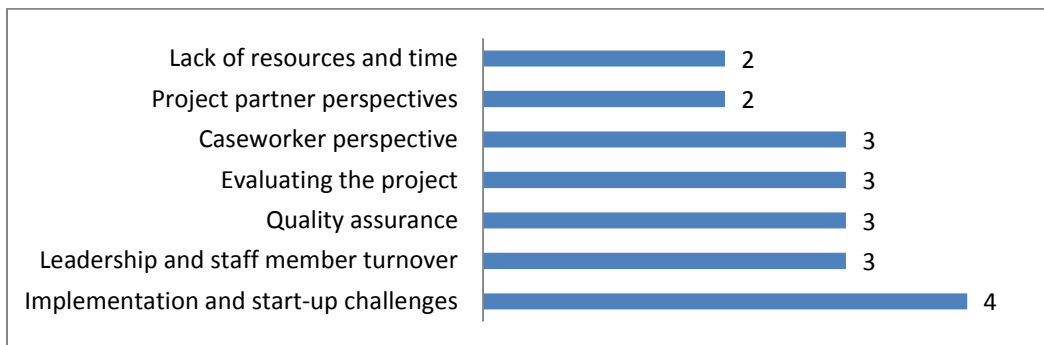 Lack of resources and time 2
Project partner perspectives 2
Caseworker perspective 3
Evaluating the project 3
Quality assurance 3
Leadership and staff member turnover 3
Implementation and start-up challenges 4